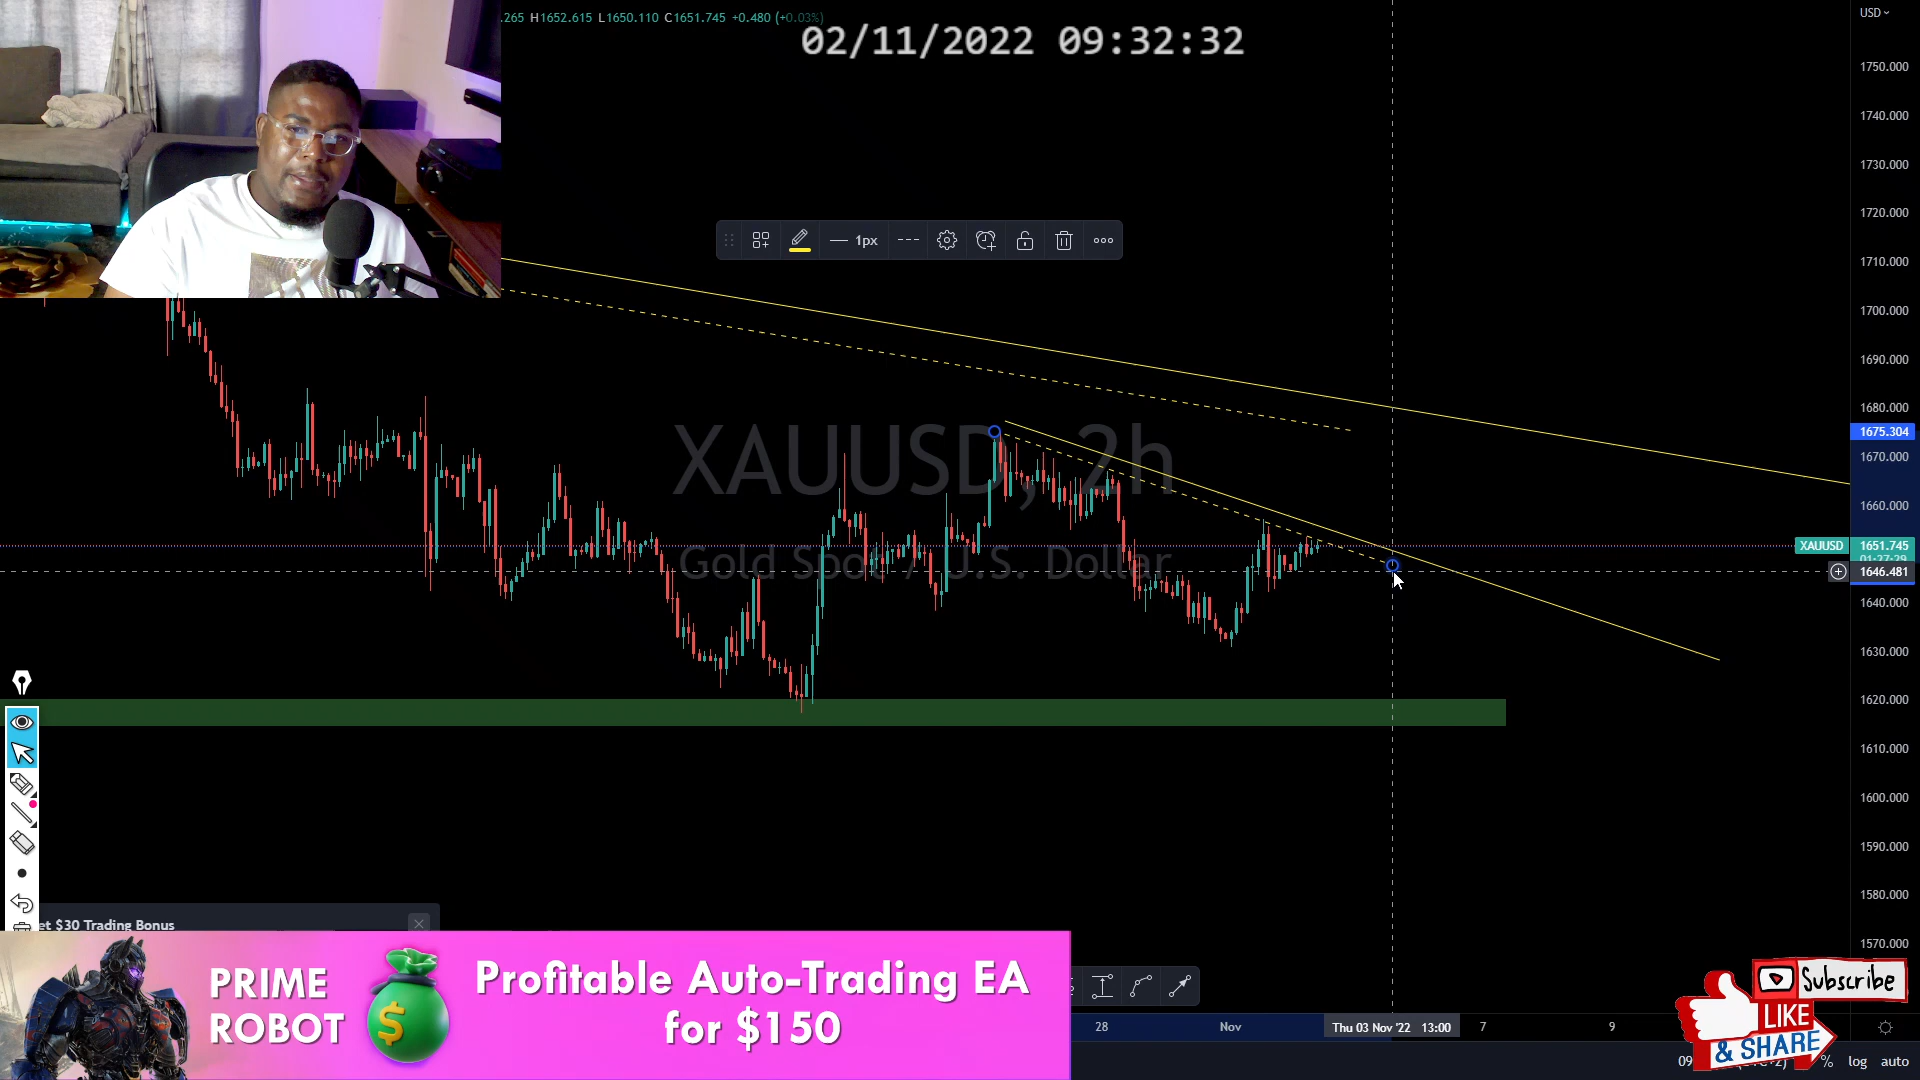 .265 H1652.615 L1650.110 C1651.745 +0.480 (+0.03%)
02/11/2022 09:32:32
USD
1750.000
1740.000
1730.000
1720.000
1710.000
1700.000
1690.000
1680.000
1675.304
1670.000
1660.000
XAUUSD 1651.745
01:27:29
1646.481
1640.000
1630.000
1620.000
1610.000
1600.000
1590.000
1580.000
1570.000
1px
XAUUSD, 2h
Gold Spot / U.S. Dollar
et $30 Trading Bonus
PRIME
ROBOT
$
Profitable Auto-Trading EA
for $150
28
Nov
Thu 03 Nov '22 13:00
7
9
Subscribe
LIKE
& SHARE
09
%
log
auto